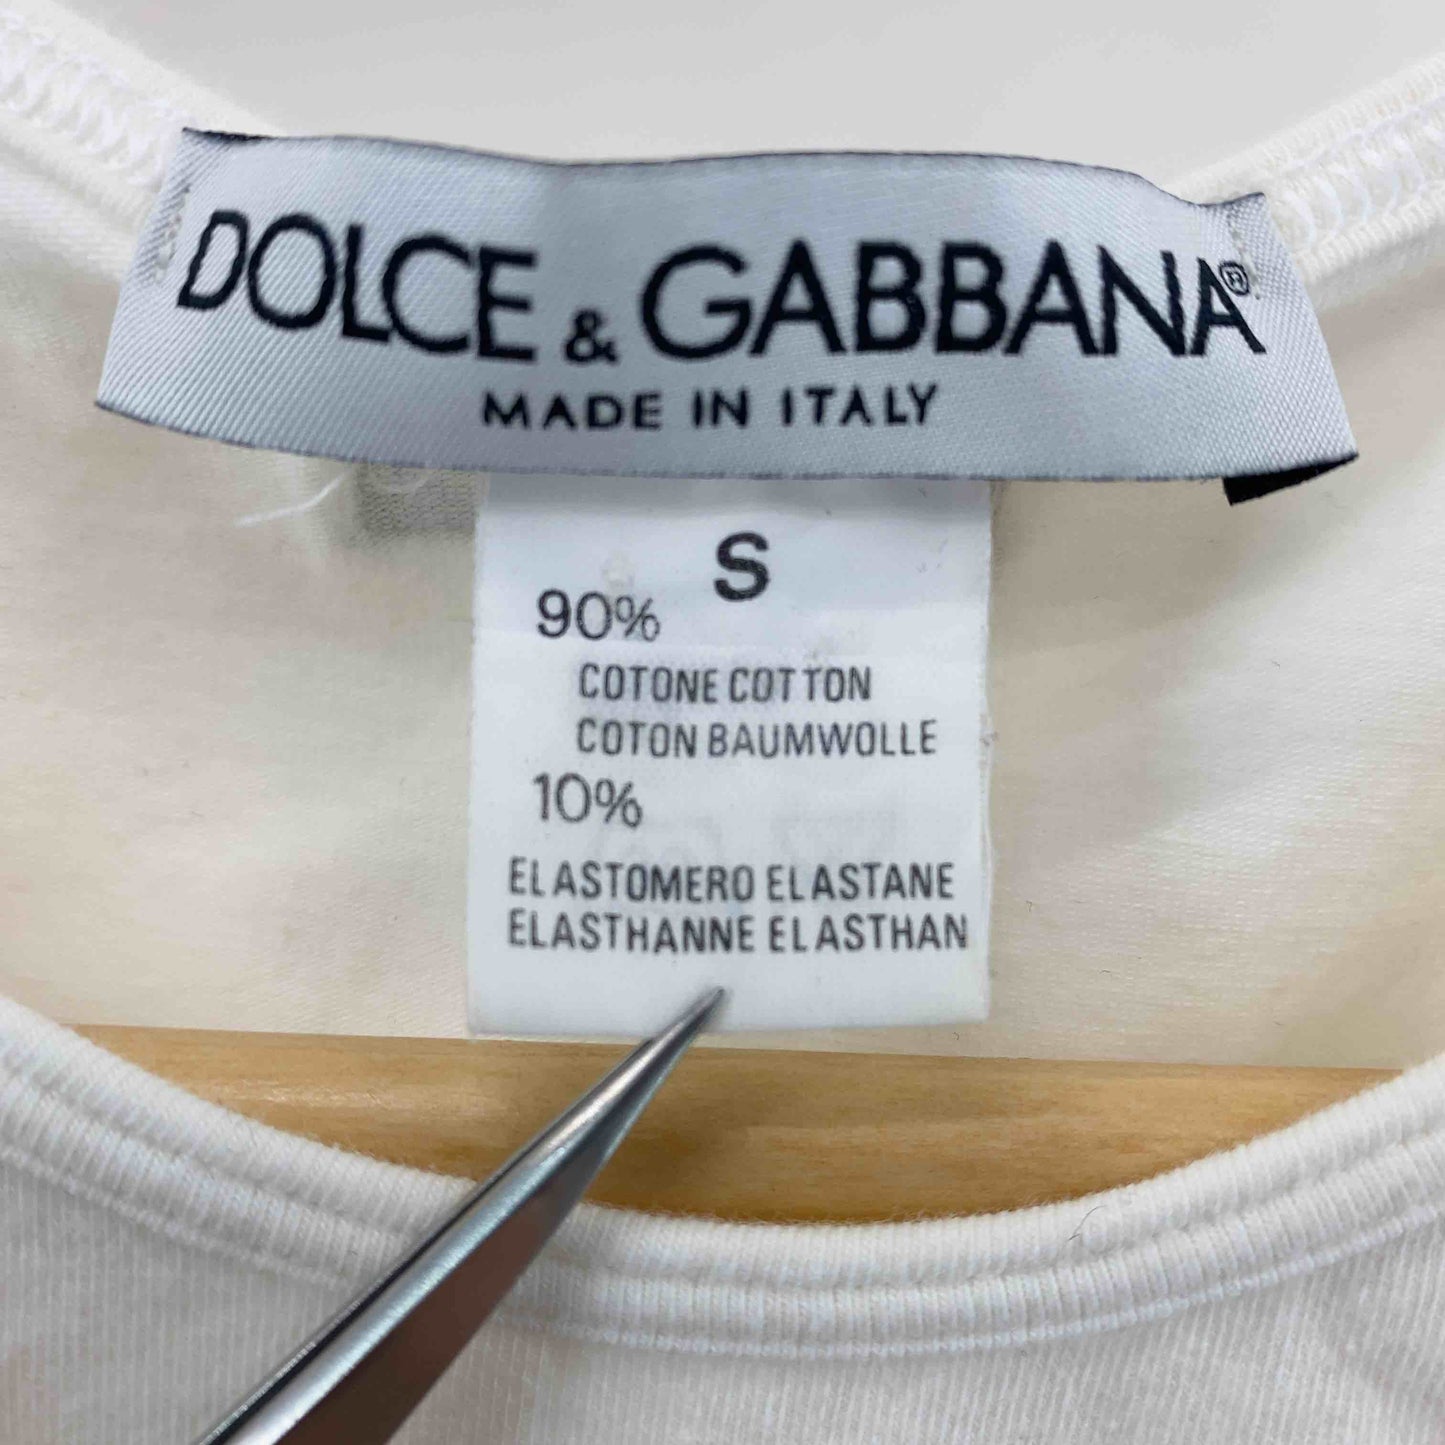 DOLCE & GABBANA®
MADE IN ITALY
S
90%
COTONE COTTON
COTON BAUMWOLLE
10%
ELASTOMERO ELASTANE
ELASTHANNE ELASTHAN